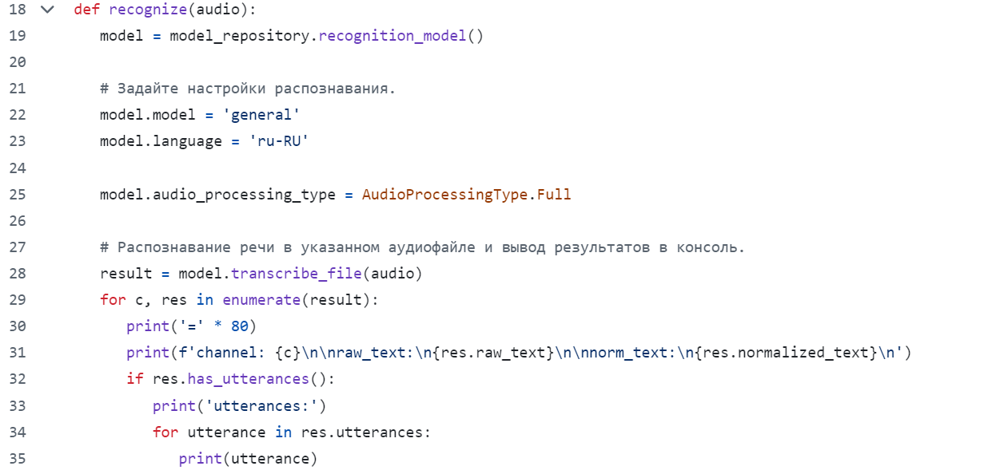 18 def recognize(audio):
19 model = model_repository.recognition_model()
20
21 # Задайте настройки распознавания.
22 model.model = 'general'
23 model.language = 'ru-RU'
24
25 model.audio_processing_type = AudioProcessingType.Full
26
27 # Распознавание речи в указанном аудиофайле и вывод результатов в консоль.
28 result = model.transcribe_file(audio)
29 for c, res in enumerate(result):
30 print('=' * 80)
31 print(f'channel: {c}\n\nraw_text:\n{res.raw_text}\n\nnorm_text:\n{res.normalized_text}\n')
32 if res.has_utterances():
33 print('utterances:')
34 for utterance in res.utterances:
35 print(utterance)